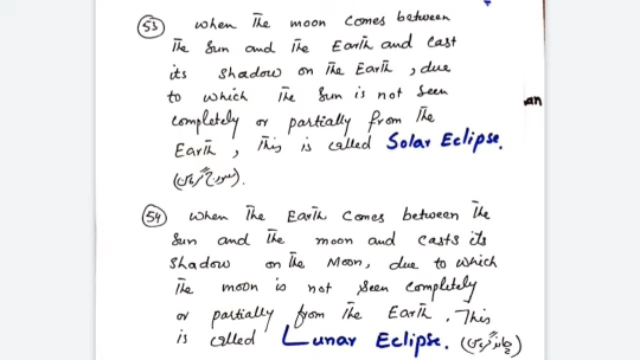 53 When The moon comes between
The Sun and The Earth and cast
its shadow on The Earth, due
to which The Sun is not seen
completely or partially from The
Earth, This is called Solar Eclipse.
(سورج گرہن).
54 When The Earth comes between The
Sun and The moon and casts its
Shadow on The Moon, due to which
The moon is not seen completely
or partially from The Earth. This
is called Lunar Eclipse. (چاند گرہن)